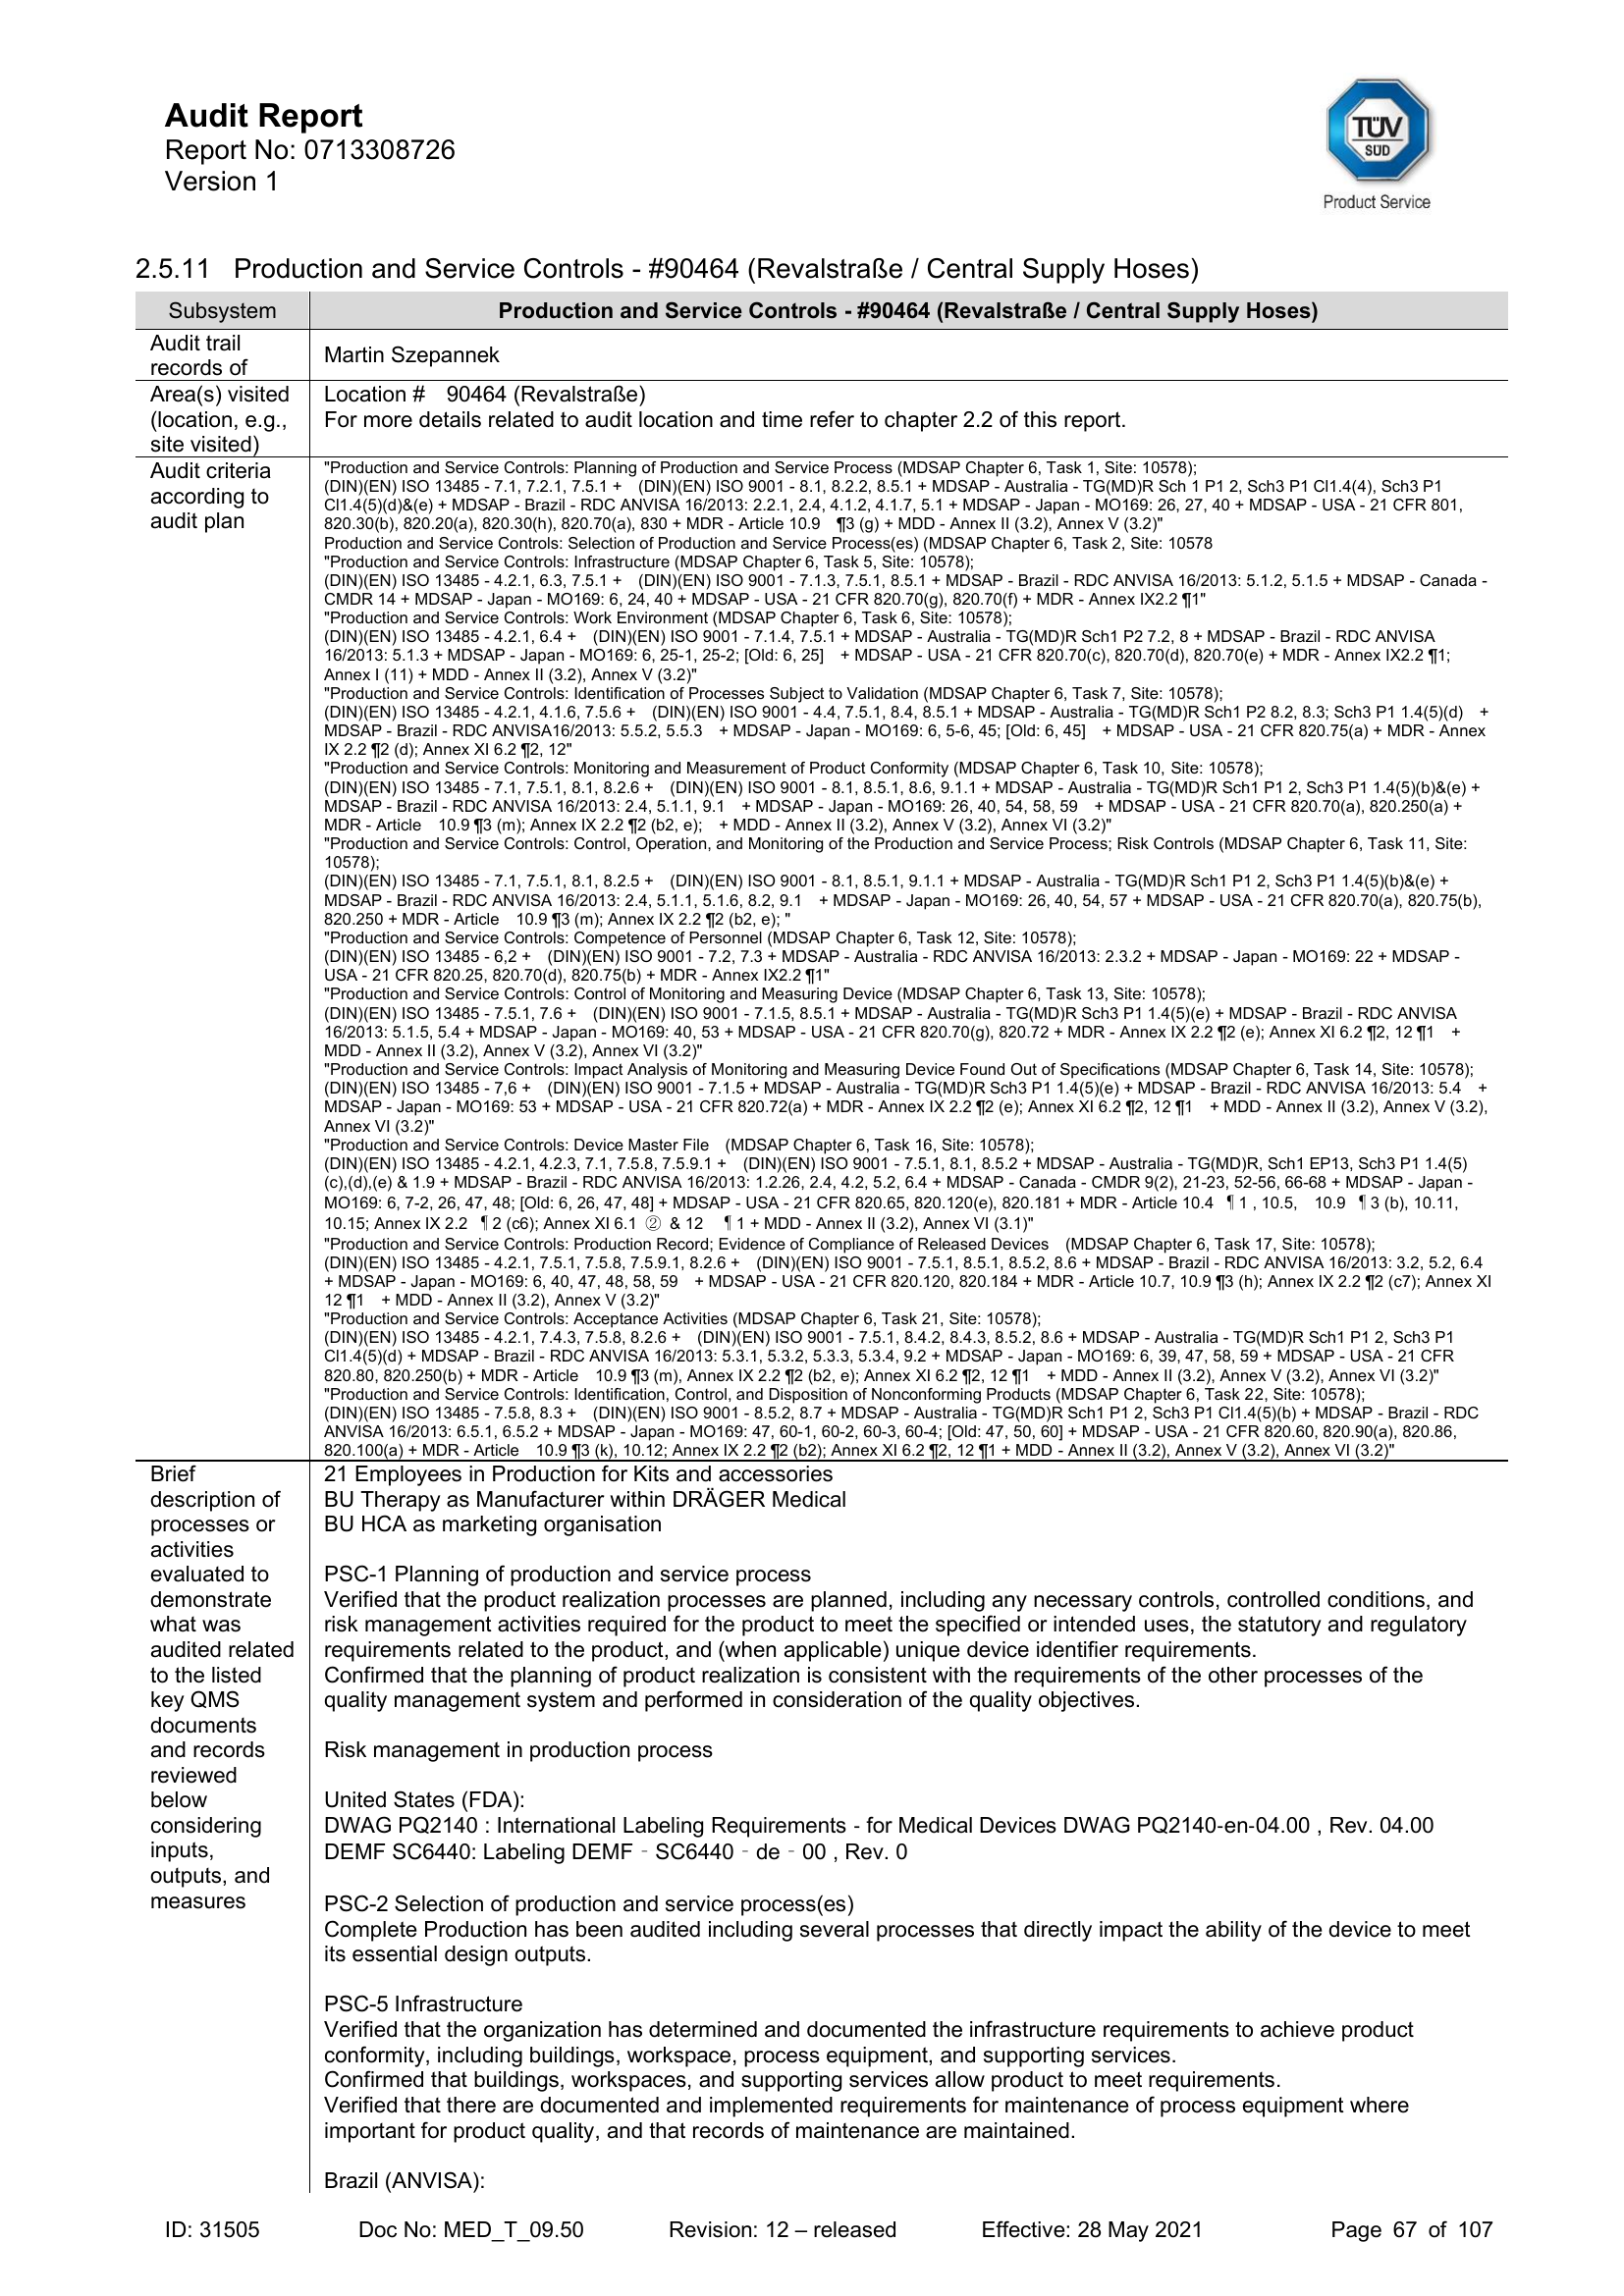 Audit Report
Report No: 0713308726
Version 1
TÜV
SÜD
Product Service
2.5.11 Production and Service Controls - #90464 (Revalstraße / Central Supply Hoses)
Subsystem
Production and Service Controls - #90464 (Revalstraße / Central Supply Hoses)
Audit trail
records of
Martin Szepannek
Area(s) visited
(location, e.g.,
site visited)
Location # 90464 (Revalstraße)
For more details related to audit location and time refer to chapter 2.2 of this report.
Audit criteria
according to
audit plan
"Production and Service Controls: Planning of Production and Service Process (MDSAP Chapter 6, Task 1, Site: 10578);
(DIN)(EN) ISO 13485 - 7.1, 7.2.1, 7.5.1 + (DIN)(EN) ISO 9001 - 8.1, 8.2.2, 8.5.1 + MDSAP - Australia - TG(MD)R Sch 1 P1 2, Sch3 P1 Cl1.4(4), Sch3 P1
Cl1.4(5)(d)&(e) + MDSAP - Brazil - RDC ANVISA 16/2013: 2.2.1, 2.4, 4.1.2, 4.1.7, 5.1 + MDSAP - Japan - MO169: 26, 27, 40 + MDSAP - USA - 21 CFR 801,
820.30(b), 820.20(a), 820.30(h), 820.70(a), 830 + MDR - Article 10.9 ¶3 (g) + MDD - Annex II (3.2), Annex V (3.2)"
Production and Service Controls: Selection of Production and Service Process(es) (MDSAP Chapter 6, Task 2, Site: 10578
"Production and Service Controls: Infrastructure (MDSAP Chapter 6, Task 5, Site: 10578);
(DIN)(EN) ISO 13485 - 4.2.1, 6.3, 7.5.1 + (DIN)(EN) ISO 9001 - 7.1.3, 7.5.1, 8.5.1 + MDSAP - Brazil - RDC ANVISA 16/2013: 5.1.2, 5.1.5 + MDSAP - Canada -
CMDR 14 + MDSAP - Japan - MO169: 6, 24, 40 + MDSAP - USA - 21 CFR 820.70(g), 820.70(f) + MDR - Annex IX2.2 ¶1"
"Production and Service Controls: Work Environment (MDSAP Chapter 6, Task 6, Site: 10578);
(DIN)(EN) ISO 13485 - 4.2.1, 6.4 + (DIN)(EN) ISO 9001 - 7.1.4, 7.5.1 + MDSAP - Australia - TG(MD)R Sch1 P2 7.2, 8 + MDSAP - Brazil - RDC ANVISA
16/2013: 5.1.3 + MDSAP - Japan - MO169: 6, 25-1, 25-2; [Old: 6, 25] + MDSAP - USA - 21 CFR 820.70(c), 820.70(d), 820.70(e) + MDR - Annex IX2.2 ¶1;
Annex I (11) + MDD - Annex II (3.2), Annex V (3.2)"
"Production and Service Controls: Identification of Processes Subject to Validation (MDSAP Chapter 6, Task 7, Site: 10578);
(DIN)(EN) ISO 13485 - 4.2.1, 4.1.6, 7.5.6 + (DIN)(EN) ISO 9001 - 4.4, 7.5.1, 8.4, 8.5.1 + MDSAP - Australia - TG(MD)R Sch1 P2 8.2, 8.3; Sch3 P1 1.4(5)(d) +
MDSAP - Brazil - RDC ANVISA16/2013: 5.5.2, 5.5.3 + MDSAP - Japan - MO169: 6, 5-6, 45; [Old: 6, 45] + MDSAP - USA - 21 CFR 820.75(a) + MDR - Annex
IX 2.2 ¶2 (d); Annex XI 6.2 ¶2, 12"
"Production and Service Controls: Monitoring and Measurement of Product Conformity (MDSAP Chapter 6, Task 10, Site: 10578);
(DIN)(EN) ISO 13485 - 7.1, 7.5.1, 8.1, 8.2.6 + (DIN)(EN) ISO 9001 - 8.1, 8.5.1, 8.6, 9.1.1 + MDSAP - Australia - TG(MD)R Sch1 P1 2, Sch3 P1 1.4(5)(b)&(e) +
MDSAP - Brazil - RDC ANVISA 16/2013: 2.4, 5.1.1, 9.1 + MDSAP - Japan - MO169: 26, 40, 54, 58, 59 + MDSAP - USA - 21 CFR 820.70(a), 820.250(a) +
MDR - Article 10.9 ¶3 (m); Annex IX 2.2 ¶2 (b2, e); + MDD - Annex II (3.2), Annex V (3.2), Annex VI (3.2)"
"Production and Service Controls: Control, Operation, and Monitoring of the Production and Service Process; Risk Controls (MDSAP Chapter 6, Task 11, Site:
10578);
(DIN)(EN) ISO 13485 - 7.1, 7.5.1, 8.1, 8.2.5 + (DIN)(EN) ISO 9001 - 8.1, 8.5.1, 9.1.1 + MDSAP - Australia - TG(MD)R Sch1 P1 2, Sch3 P1 1.4(5)(b)&(e) +
MDSAP - Brazil - RDC ANVISA 16/2013: 2.4, 5.1.1, 5.1.6, 8.2, 9.1 + MDSAP - Japan - MO169: 26, 40, 54, 57 + MDSAP - USA - 21 CFR 820.70(a), 820.75(b),
820.250 + MDR - Article 10.9 ¶3 (m); Annex IX 2.2 ¶2 (b2, e); "
"Production and Service Controls: Competence of Personnel (MDSAP Chapter 6, Task 12, Site: 10578);
(DIN)(EN) ISO 13485 - 6,2 + (DIN)(EN) ISO 9001 - 7.2, 7.3 + MDSAP - Australia - RDC ANVISA 16/2013: 2.3.2 + MDSAP - Japan - MO169: 22 + MDSAP -
USA - 21 CFR 820.25, 820.70(d), 820.75(b) + MDR - Annex IX2.2 ¶1"
"Production and Service Controls: Control of Monitoring and Measuring Device (MDSAP Chapter 6, Task 13, Site: 10578);
(DIN)(EN) ISO 13485 - 7.5.1, 7.6 + (DIN)(EN) ISO 9001 - 7.1.5, 8.5.1 + MDSAP - Australia - TG(MD)R Sch3 P1 1.4(5)(e) + MDSAP - Brazil - RDC ANVISA
16/2013: 5.1.5, 5.4 + MDSAP - Japan - MO169: 40, 53 + MDSAP - USA - 21 CFR 820.70(g), 820.72 + MDR - Annex IX 2.2 ¶2 (e); Annex XI 6.2 ¶2, 12 ¶1 +
MDD - Annex II (3.2), Annex V (3.2), Annex VI (3.2)"
"Production and Service Controls: Impact Analysis of Monitoring and Measuring Device Found Out of Specifications (MDSAP Chapter 6, Task 14, Site: 10578);
(DIN)(EN) ISO 13485 - 7,6 + (DIN)(EN) ISO 9001 - 7.1.5 + MDSAP - Australia - TG(MD)R Sch3 P1 1.4(5)(e) + MDSAP - Brazil - RDC ANVISA 16/2013: 5.4 +
MDSAP - Japan - MO169: 53 + MDSAP - USA - 21 CFR 820.72(a) + MDR - Annex IX 2.2 ¶2 (e); Annex XI 6.2 ¶2, 12 ¶1 + MDD - Annex II (3.2), Annex V (3.2),
Annex VI (3.2)"
"Production and Service Controls: Device Master File (MDSAP Chapter 6, Task 16, Site: 10578);
(DIN)(EN) ISO 13485 - 4.2.1, 4.2.3, 7.1, 7.5.8, 7.5.9.1 + (DIN)(EN) ISO 9001 - 7.5.1, 8.1, 8.5.2 + MDSAP - Australia - TG(MD)R, Sch1 EP13, Sch3 P1 1.4(5)
(c),(d),(e) & 1.9 + MDSAP - Brazil - RDC ANVISA 16/2013: 1.2.26, 2.4, 4.2, 5.2, 6.4 + MDSAP - Canada - CMDR 9(2), 21-23, 52-56, 66-68 + MDSAP - Japan -
MO169: 6, 7-2, 26, 47, 48; [Old: 6, 26, 47, 48] + MDSAP - USA - 21 CFR 820.65, 820.120(e), 820.181 + MDR - Article 10.4 ¶ 1 , 10.5, 10.9 ¶ 3 (b), 10.11,
10.15; Annex IX 2.2 ¶ 2 (c6); Annex XI 6.1 ② & 12 ¶ 1 + MDD - Annex II (3.2), Annex VI (3.1)"
"Production and Service Controls: Production Record; Evidence of Compliance of Released Devices (MDSAP Chapter 6, Task 17, Site: 10578);
(DIN)(EN) ISO 13485 - 4.2.1, 7.5.1, 7.5.8, 7.5.9.1, 8.2.6 + (DIN)(EN) ISO 9001 - 7.5.1, 8.5.1, 8.5.2, 8.6 + MDSAP - Brazil - RDC ANVISA 16/2013: 3.2, 5.2, 6.4
+ MDSAP - Japan - MO169: 6, 40, 47, 48, 58, 59 + MDSAP - USA - 21 CFR 820.120, 820.184 + MDR - Article 10.7, 10.9 ¶3 (h); Annex IX 2.2 ¶2 (c7); Annex XI
12 ¶1 + MDD - Annex II (3.2), Annex V (3.2)"
"Production and Service Controls: Acceptance Activities (MDSAP Chapter 6, Task 21, Site: 10578);
(DIN)(EN) ISO 13485 - 4.2.1, 7.4.3, 7.5.8, 8.2.6 + (DIN)(EN) ISO 9001 - 7.5.1, 8.4.2, 8.4.3, 8.5.2, 8.6 + MDSAP - Australia - TG(MD)R Sch1 P1 2, Sch3 P1
Cl1.4(5)(d) + MDSAP - Brazil - RDC ANVISA 16/2013: 5.3.1, 5.3.2, 5.3.3, 5.3.4, 9.2 + MDSAP - Japan - MO169: 6, 39, 47, 58, 59 + MDSAP - USA - 21 CFR
820.80, 820.250(b) + MDR - Article 10.9 ¶3 (m), Annex IX 2.2 ¶2 (b2, e); Annex XI 6.2 ¶2, 12 ¶1 + MDD - Annex II (3.2), Annex V (3.2), Annex VI (3.2)"
"Production and Service Controls: Identification, Control, and Disposition of Nonconforming Products (MDSAP Chapter 6, Task 22, Site: 10578);
(DIN)(EN) ISO 13485 - 7.5.8, 8.3 + (DIN)(EN) ISO 9001 - 8.5.2, 8.7 + MDSAP - Australia - TG(MD)R Sch1 P1 2, Sch3 P1 Cl1.4(5)(b) + MDSAP - Brazil - RDC
ANVISA 16/2013: 6.5.1, 6.5.2 + MDSAP - Japan - MO169: 47, 60-1, 60-2, 60-3, 60-4; [Old: 47, 50, 60] + MDSAP - USA - 21 CFR 820.60, 820.90(a), 820.86,
820.100(a) + MDR - Article 10.9 ¶3 (k), 10.12; Annex IX 2.2 ¶2 (b2); Annex XI 6.2 ¶2, 12 ¶1 + MDD - Annex II (3.2), Annex V (3.2), Annex VI (3.2)"
Brief
description of
processes or
activities
evaluated to
demonstrate
what was
audited related
to the listed
key QMS
documents
and records
reviewed
below
considering
inputs,
outputs, and
measures
21 Employees in Production for Kits and accessories
BU Therapy as Manufacturer within DRÄGER Medical
BU HCA as marketing organisation
PSC-1 Planning of production and service process
Verified that the product realization processes are planned, including any necessary controls, controlled conditions, and
risk management activities required for the product to meet the specified or intended uses, the statutory and regulatory
requirements related to the product, and (when applicable) unique device identifier requirements.
Confirmed that the planning of product realization is consistent with the requirements of the other processes of the
quality management system and performed in consideration of the quality objectives.
Risk management in production process
United States (FDA):
DWAG PQ2140 : International Labeling Requirements - for Medical Devices DWAG PQ2140-en-04.00 , Rev. 04.00
DEMF SC6440: Labeling DEMF‐SC6440‐de‐00 , Rev. 0
PSC-2 Selection of production and service process(es)
Complete Production has been audited including several processes that directly impact the ability of the device to meet
its essential design outputs.
PSC-5 Infrastructure
Verified that the organization has determined and documented the infrastructure requirements to achieve product
conformity, including buildings, workspace, process equipment, and supporting services.
Confirmed that buildings, workspaces, and supporting services allow product to meet requirements.
Verified that there are documented and implemented requirements for maintenance of process equipment where
important for product quality, and that records of maintenance are maintained.
Brazil (ANVISA):
ID: 31505 Doc No: MED_T_09.50 Revision: 12 – released Effective: 28 May 2021 Page 67 of 107